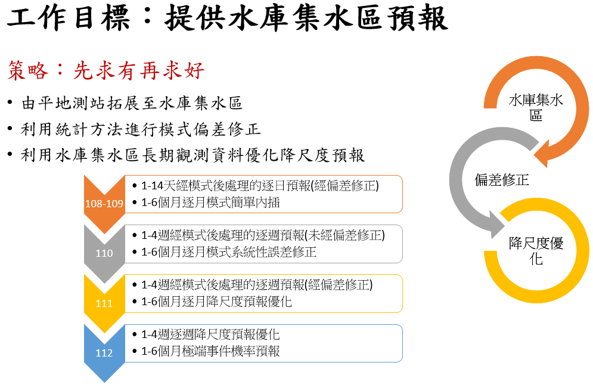 工作目標：提供水庫集水區預報
策略：先求有再求好
• 由平地測站拓展至水庫集水區
• 利用統計方法進行模式偏差修正
• 利用水庫集水區長期觀測資料優化降尺度預報
108-109
• 1-14天經模式後處理的逐日預報(經偏差修正)
• 1-6個月逐月模式簡單內插
110
• 1-4週經模式後處理的逐週預報(未經偏差修正)
• 1-6個月逐月模式系統性誤差修正
111
• 1-4週經模式後處理的逐週預報(經偏差修正)
• 1-6個月逐月降尺度預報優化
112
• 1-4週逐週降尺度預報優化
• 1-6個月極端事件機率預報
水庫集水
區
偏差修正
降尺度優
化